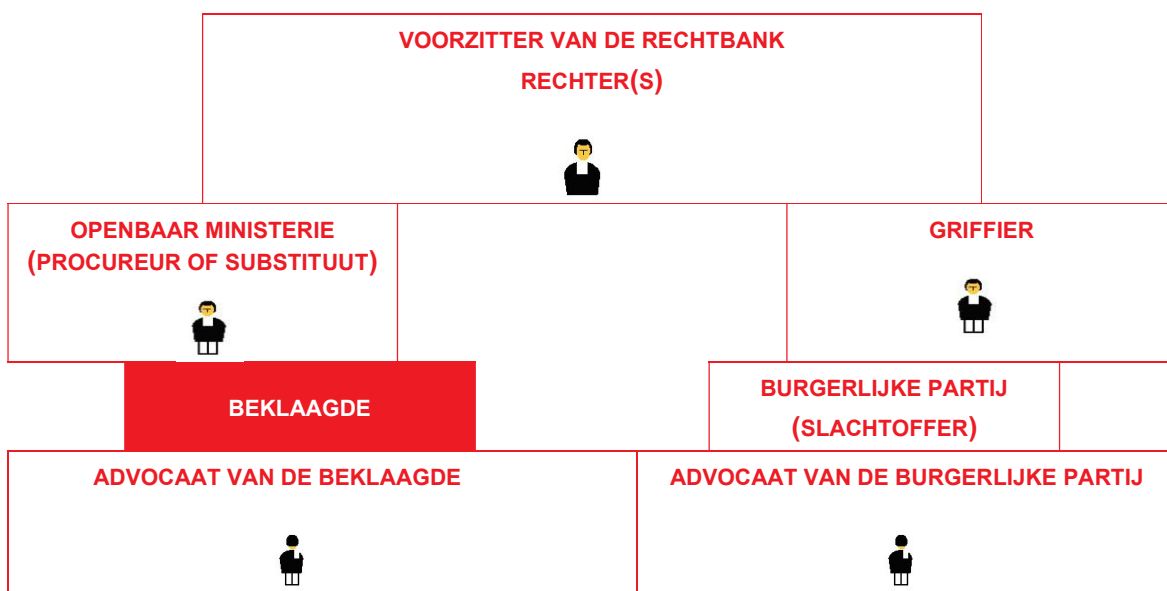 VOORZITTER VAN DE RECHTBANK
RECHTER(S)
OPENBAAR MINISTERIE
(PROCUREUR OF SUBSTITUUT)
GRIFFIER
BEKLAAGDE
BURGERLIJKE PARTIJ
(SLACHTOFFER)
ADVOCAAT VAN DE BEKLAAGDE
ADVOCAAT VAN DE BURGERLIJKE PARTIJ